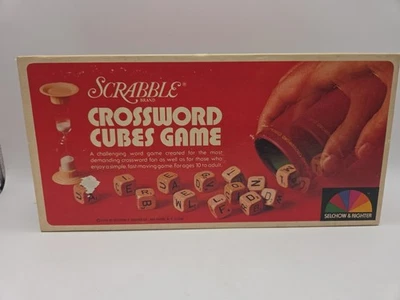 SCRABBLE®
BRAND
CROSSWORD
CUBES GAME
A challenging word game created for the most
demanding crossword fan as well as for those who
enjoy a simple, fast-moving game. For ages 10 to adult.
SELCHOW & RIGHTER